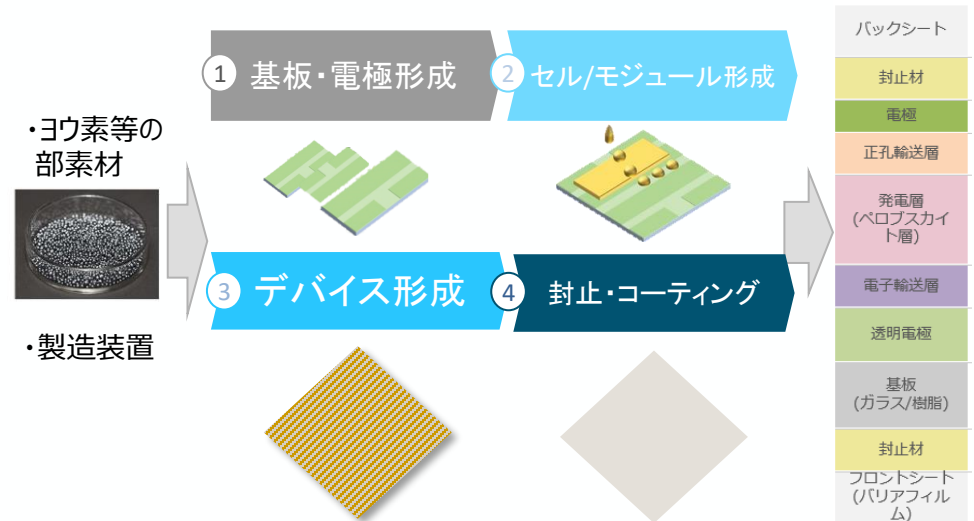 ・ヨウ素等の
部素材
・製造装置
1 基板・電極形成
2 セル/モジュール形成
3 デバイス形成
4 封止・コーティング
バックシート
封止材
電極
正孔輸送層
発電層
(ペロブスカイ
ト層)
電子輸送層
透明電極
基板
(ガラス/樹脂)
封止材
フロントシート
(バリアフィル
ム)